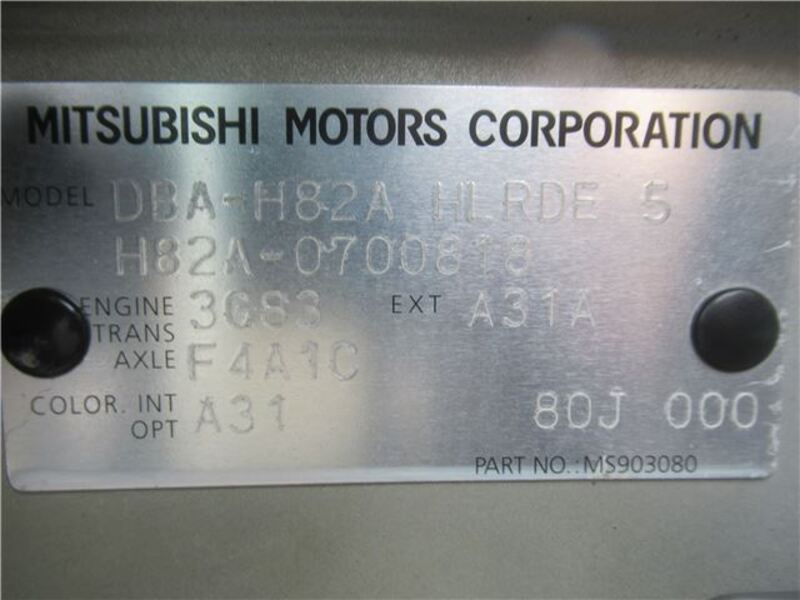 MITSUBISHI MOTORS CORPORATION
MODEL DBA-H82A HLRDE 5
H82A-0700818
ENGINE 3G83 EXT A31A
TRANS
AXLE F4A1C
COLOR. INT A31 80J 000
OPT
PART NO.: MS903080